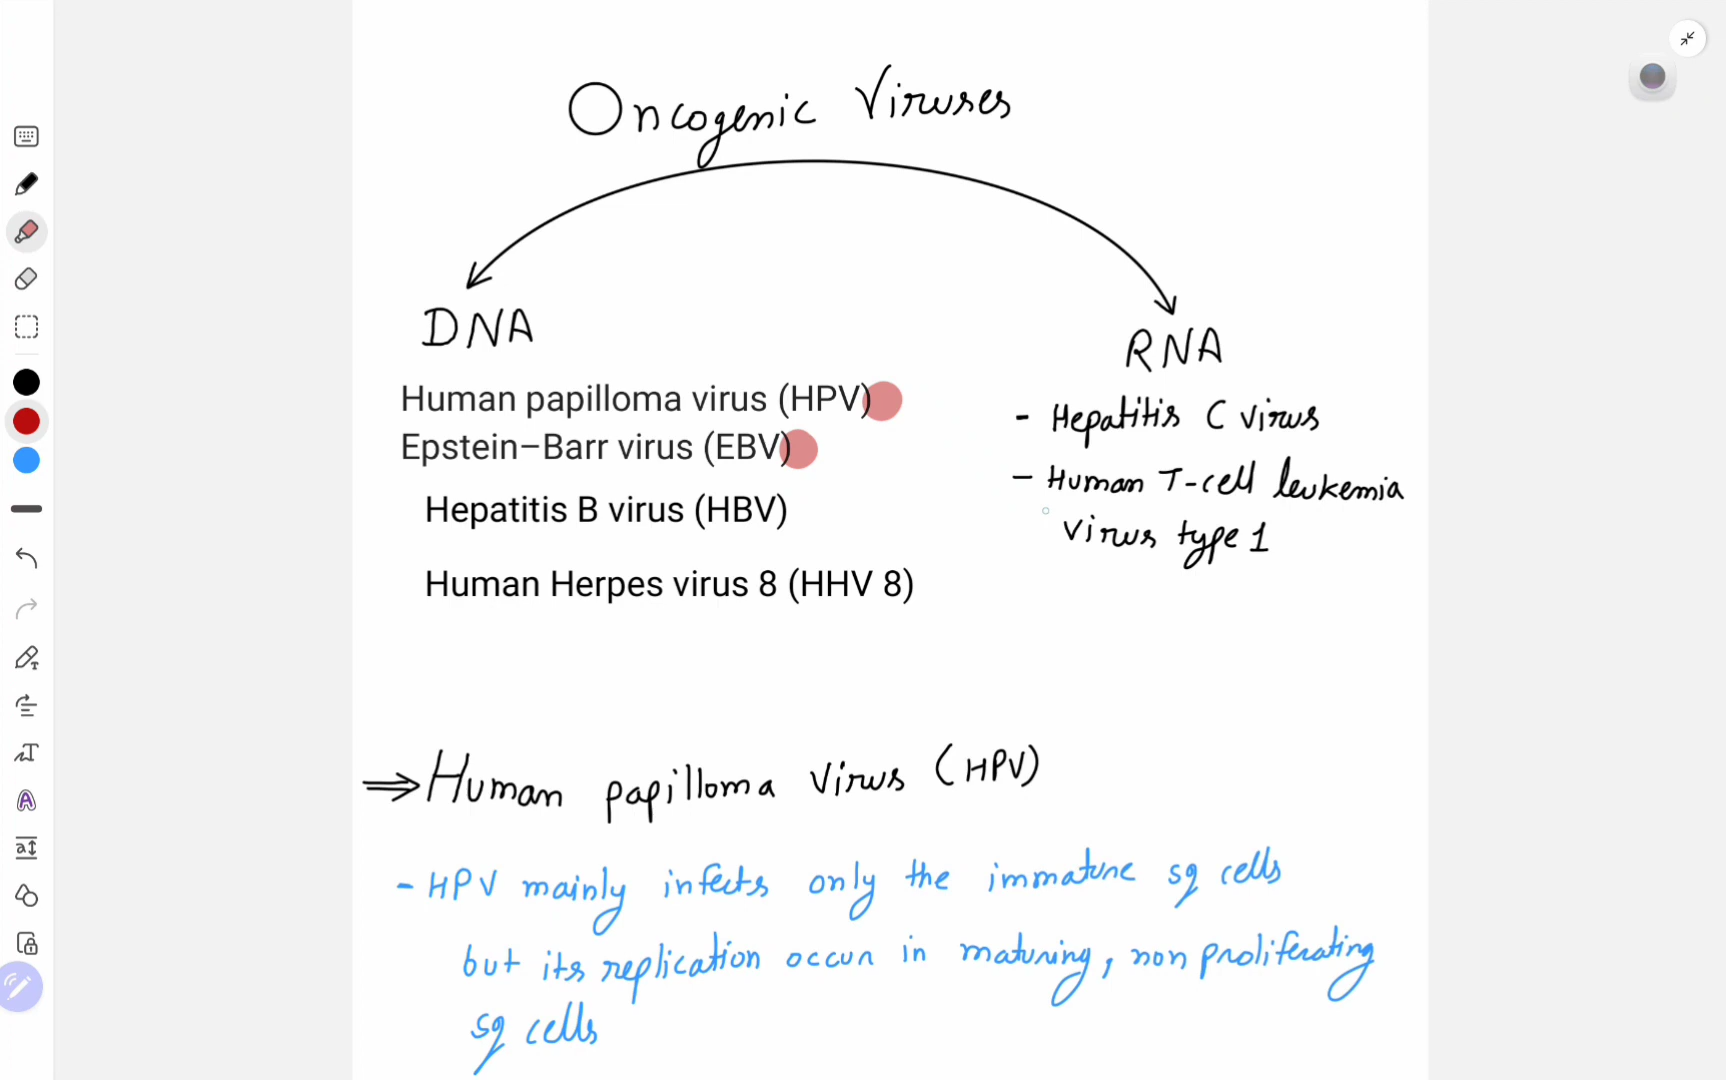 Oncogenic Viruses
DNA
Human papilloma virus (HPV)
Epstein–Barr virus (EBV)
Hepatitis B virus (HBV)
Human Herpes virus 8 (HHV 8)
RNA
- Hepatitis C virus
- Human T-cell leukemia
virus type 1
⇒ Human papilloma virus (HPV)
- HPV mainly infects only the immature sq cells
but its replication occur in maturing, non proliferating
sq cells